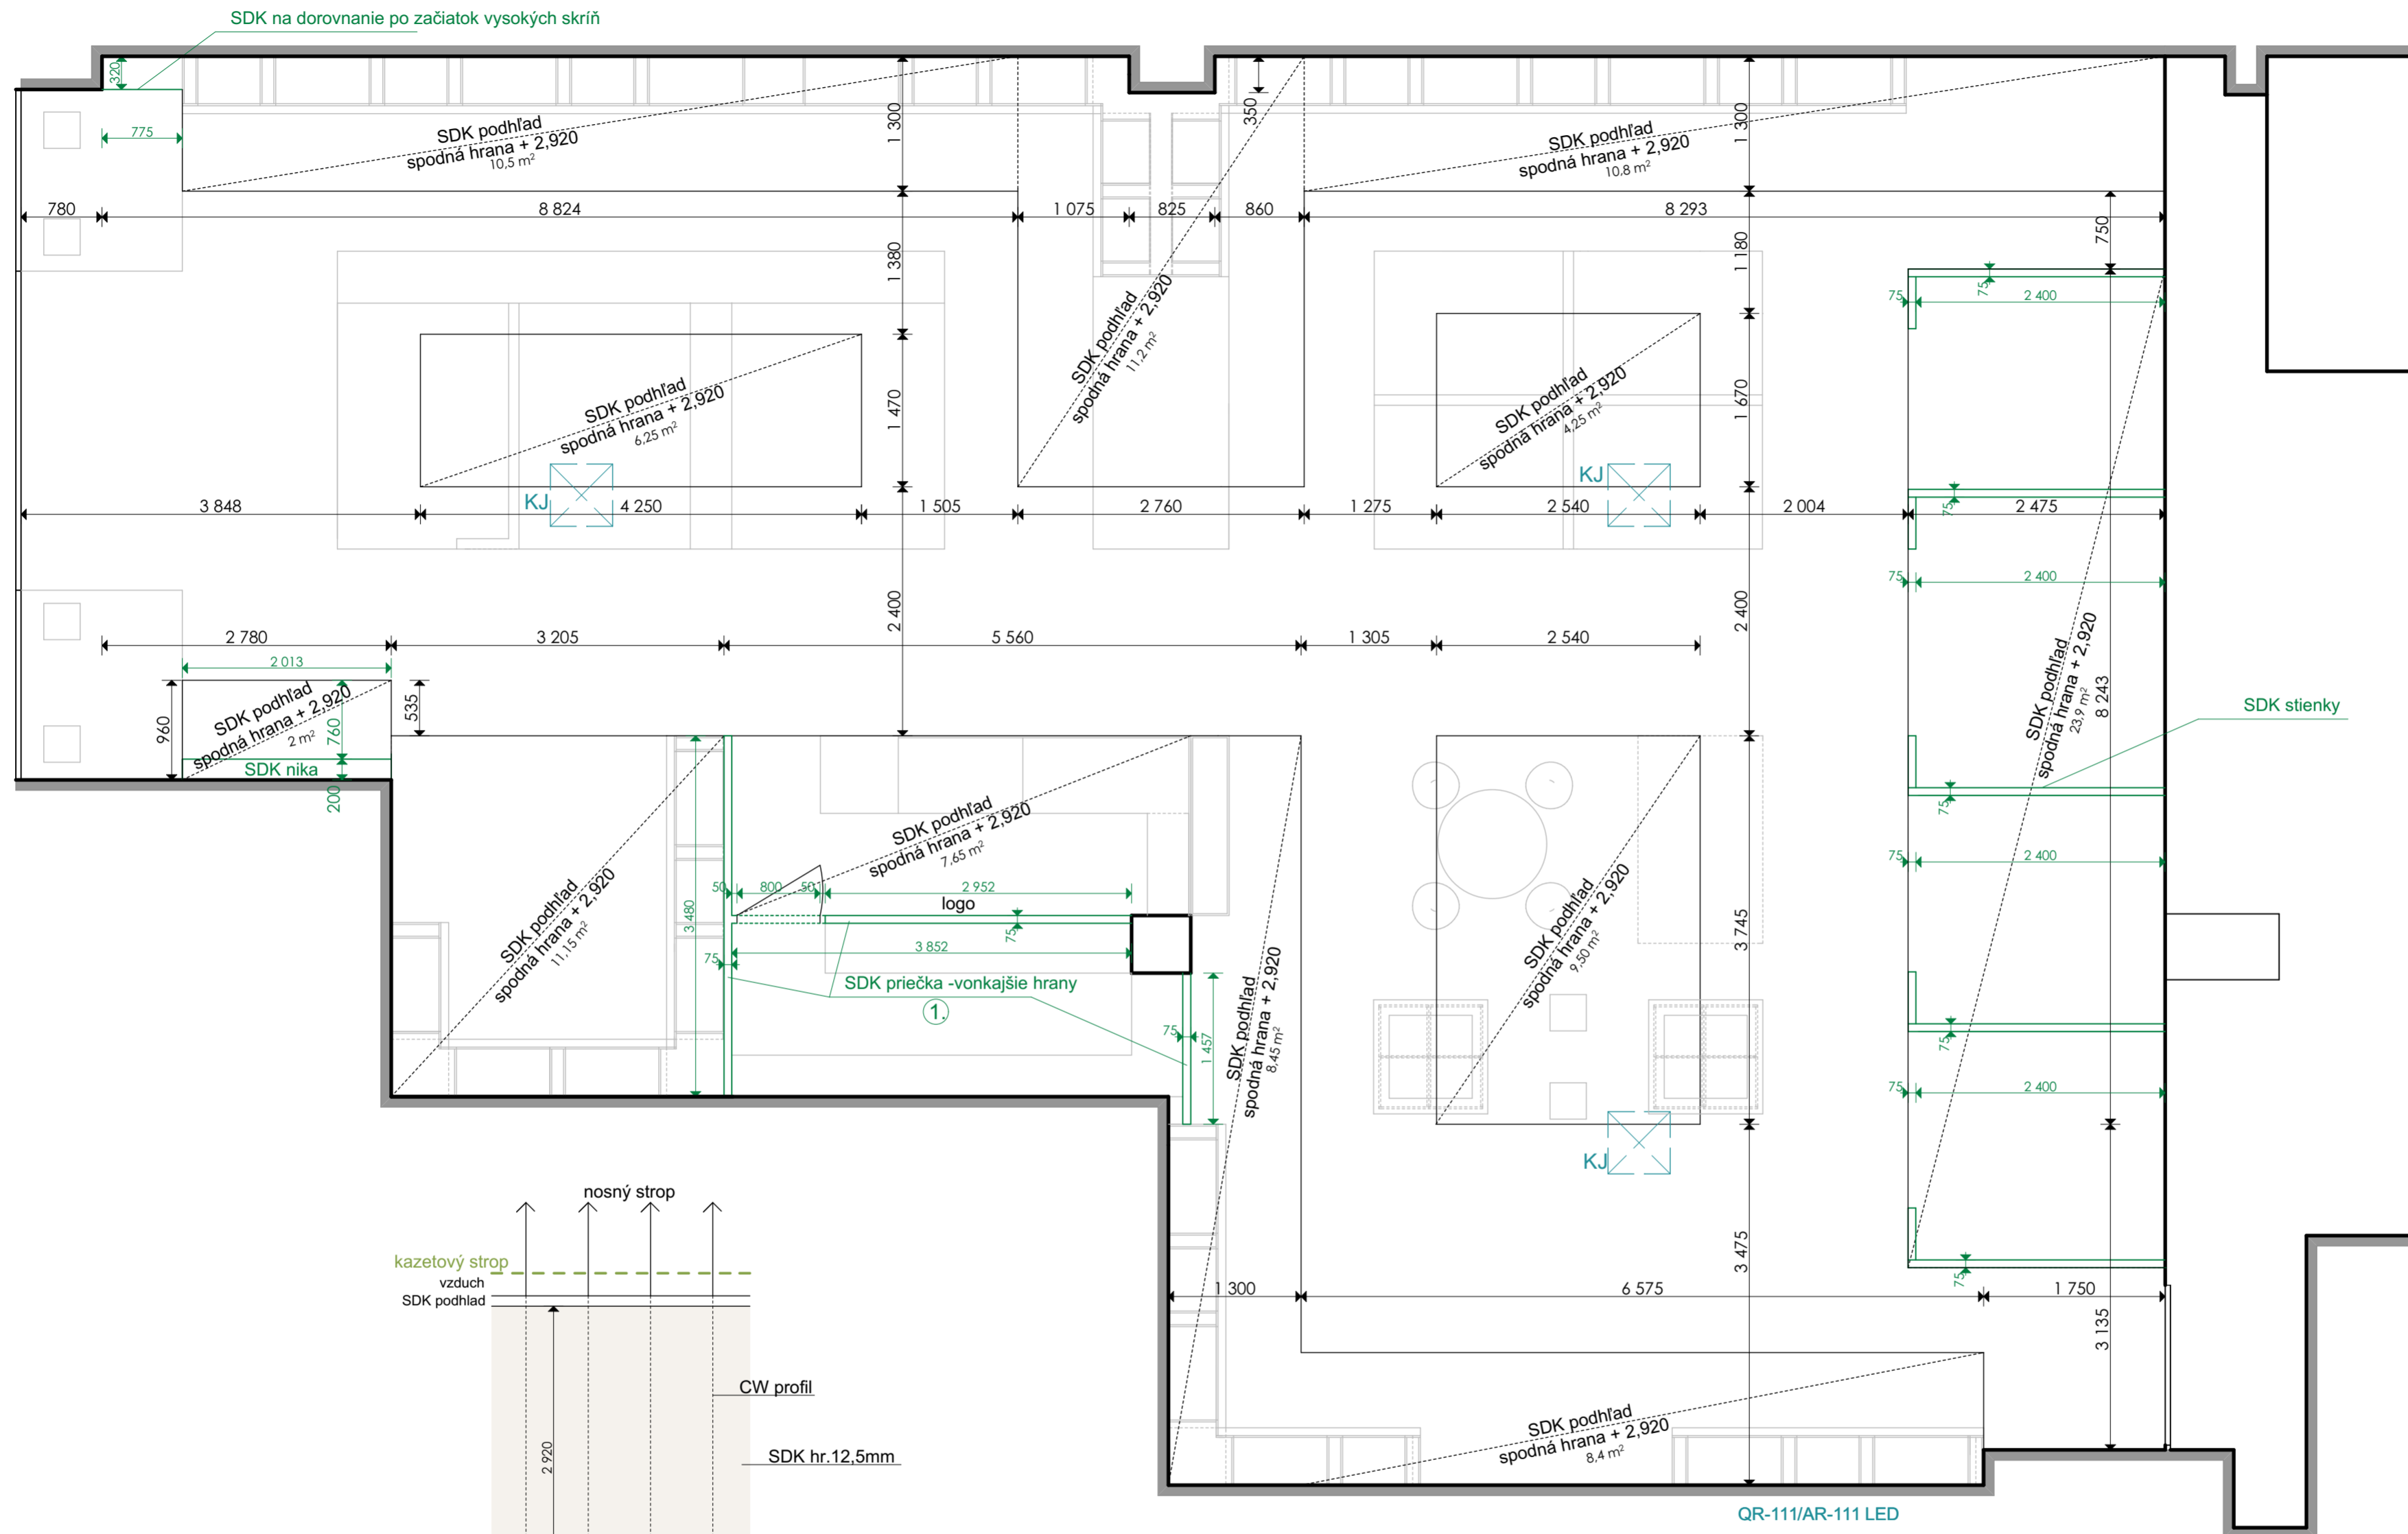 SDK na dorovnanie po začiatok vysokých skríň
320
775
SDK podhľad
spodná hrana + 2,920
10,5 m²
1 300
350
1 300
SDK podhľad
spodná hrana + 2,920
10,8 m²
780
8 824
1 075
825
860
8 293
750
1 380
1 180
75
75
2 400
SDK podhľad
spodná hrana + 2,920
11,2 m²
SDK podhľad
spodná hrana + 2,920
6,25 m²
1 470
SDK podhľad
spodná hrana + 2,920
4,25 m²
1 670
KJ
KJ
3 848
4 250
1 505
2 760
1 275
2 540
2 004
75
2 475
75
2 400
2 400
2 400
2 780
3 205
5 560
1 305
2 540
2 013
960
SDK podhľad
spodná hrana + 2,920
2 m²
760
535
SDK nika
200
SDK podhľad
spodná hrana + 2,920
23,9 m²
8 243
SDK stienky
75
75
2 400
SDK podhľad
spodná hrana + 2,920
7,65 m²
50
800
50
2 952
logo
75
3 480
3 852
75
SDK priečka -vonkajšie hrany
1.
75
1 457
SDK podhľad
spodná hrana + 2,920
11,15 m²
SDK podhľad
spodná hrana + 2,920
8,45 m²
SDK podhľad
spodná hrana + 2,920
9,50 m²
3 745
75
75
2 400
KJ
nosný strop
kazetový strop
vzduch
SDK podhlad
CW profil
SDK hr.12,5mm
2 920
3 475
75
1 300
6 575
1 750
3 135
SDK podhľad
spodná hrana + 2,920
8,4 m²
QR-111/AR-111 LED